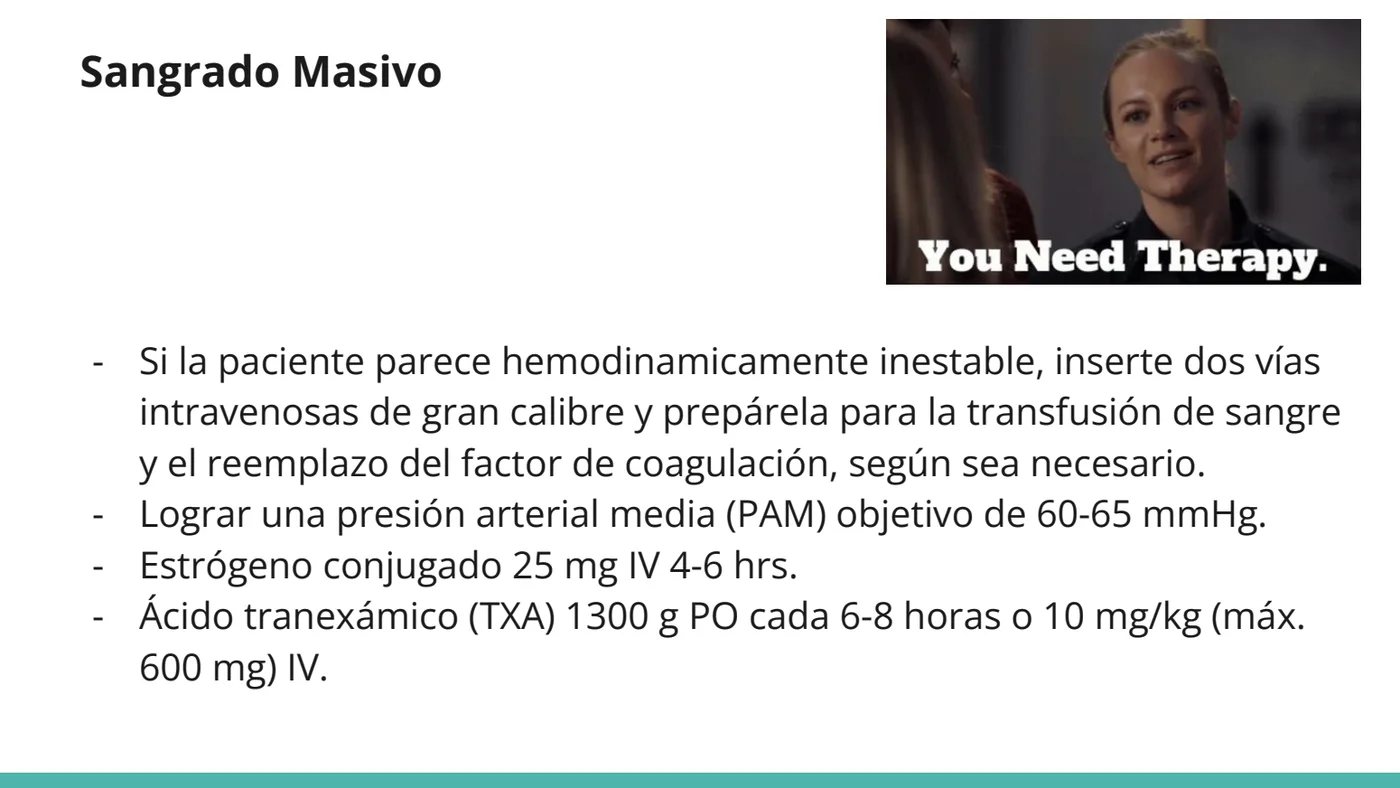 Sangrado Masivo
You Need Therapy.
- Si la paciente parece hemodinamicamente inestable, inserte dos vías
intravenosas de gran calibre y prepárela para la transfusión de sangre
y el reemplazo del factor de coagulación, según sea necesario.
- Lograr una presión arterial media (PAM) objetivo de 60-65 mmHg.
- Estrógeno conjugado 25 mg IV 4-6 hrs.
- Ácido tranexámico (TXA) 1300 g PO cada 6-8 horas o 10 mg/kg (máx.
600 mg) IV.